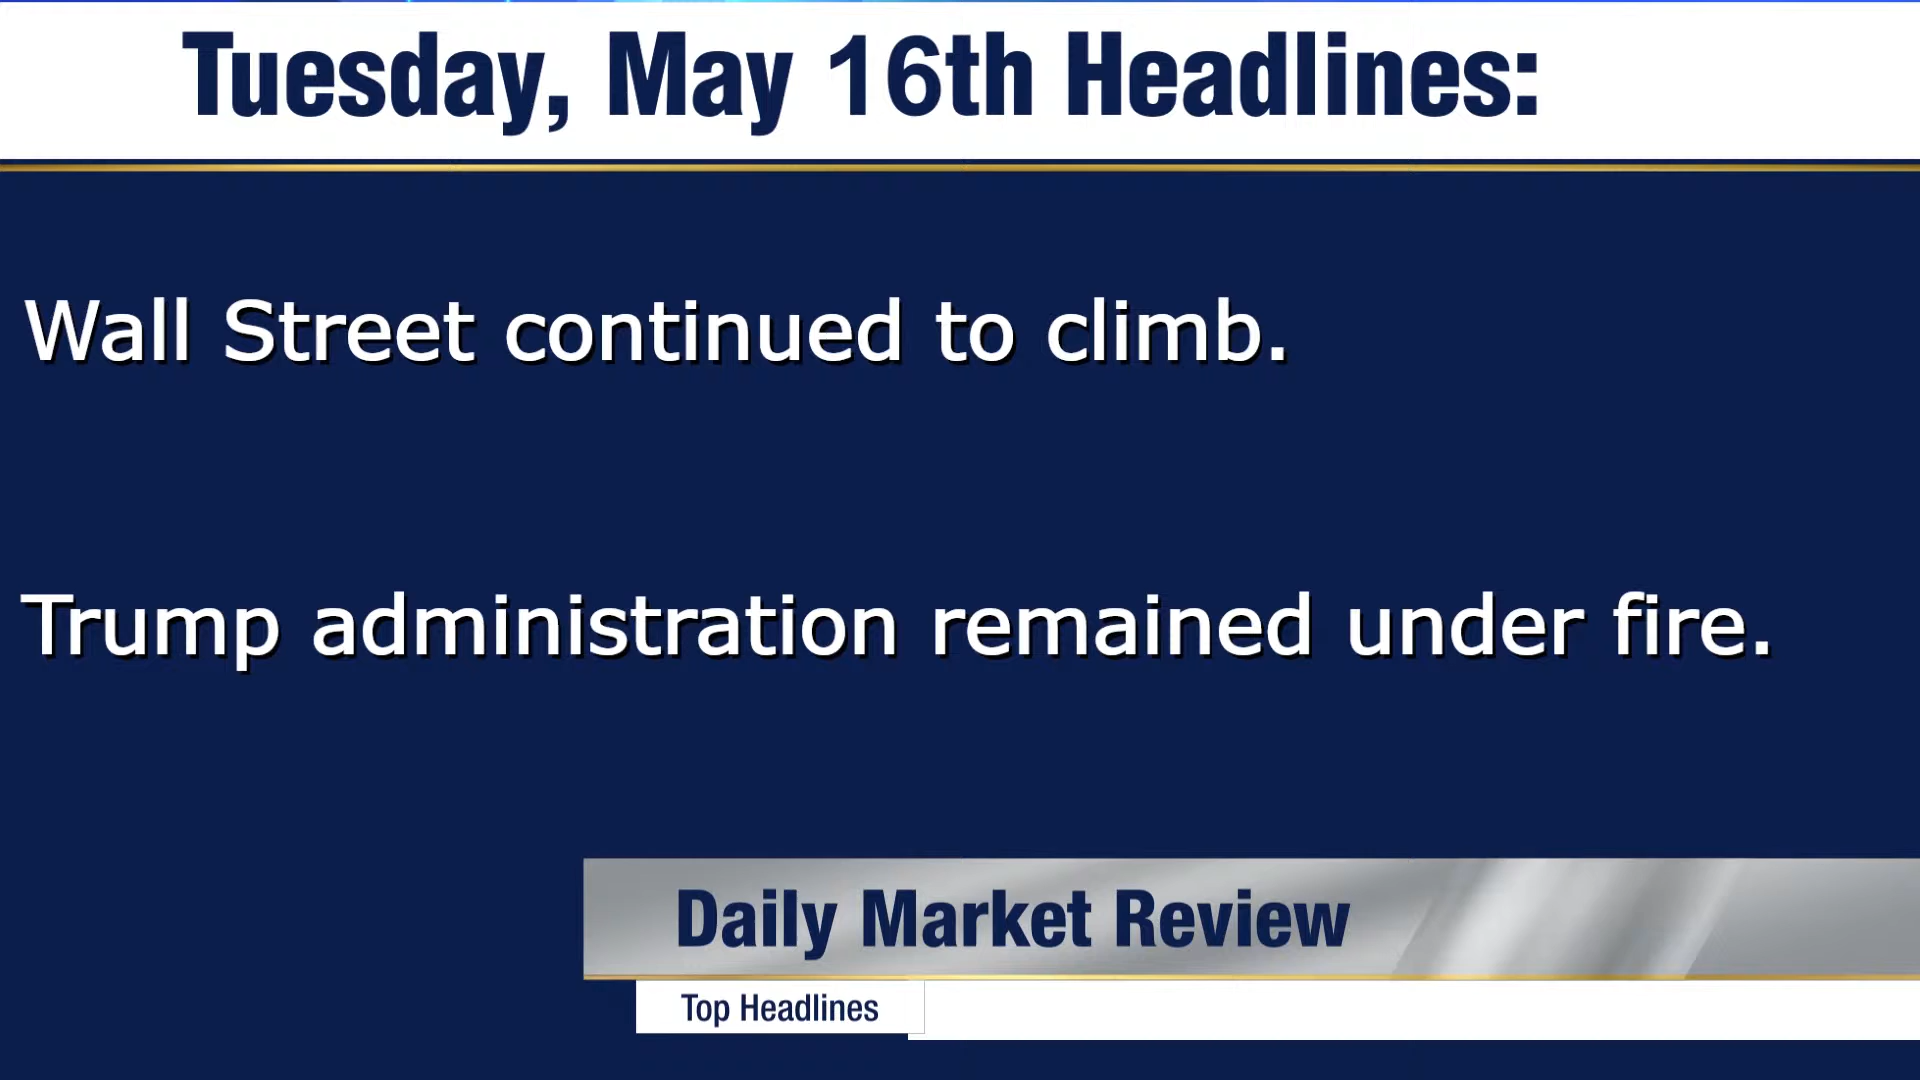 Tuesday, May 16th Headlines:
Wall Street continued to climb.
Trump administration remained under fire.
Daily Market Review
Top Headlines